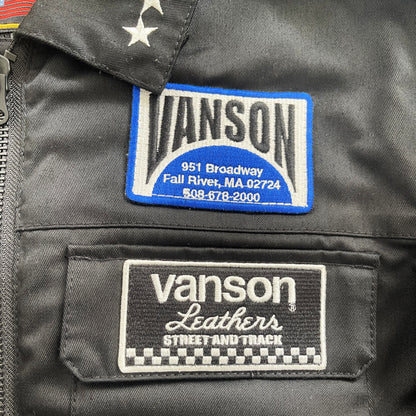 VANSON
951 Broadway
Fall River, MA 02724
508-678-2000
vanson®
Leathers
STREET AND TRACK